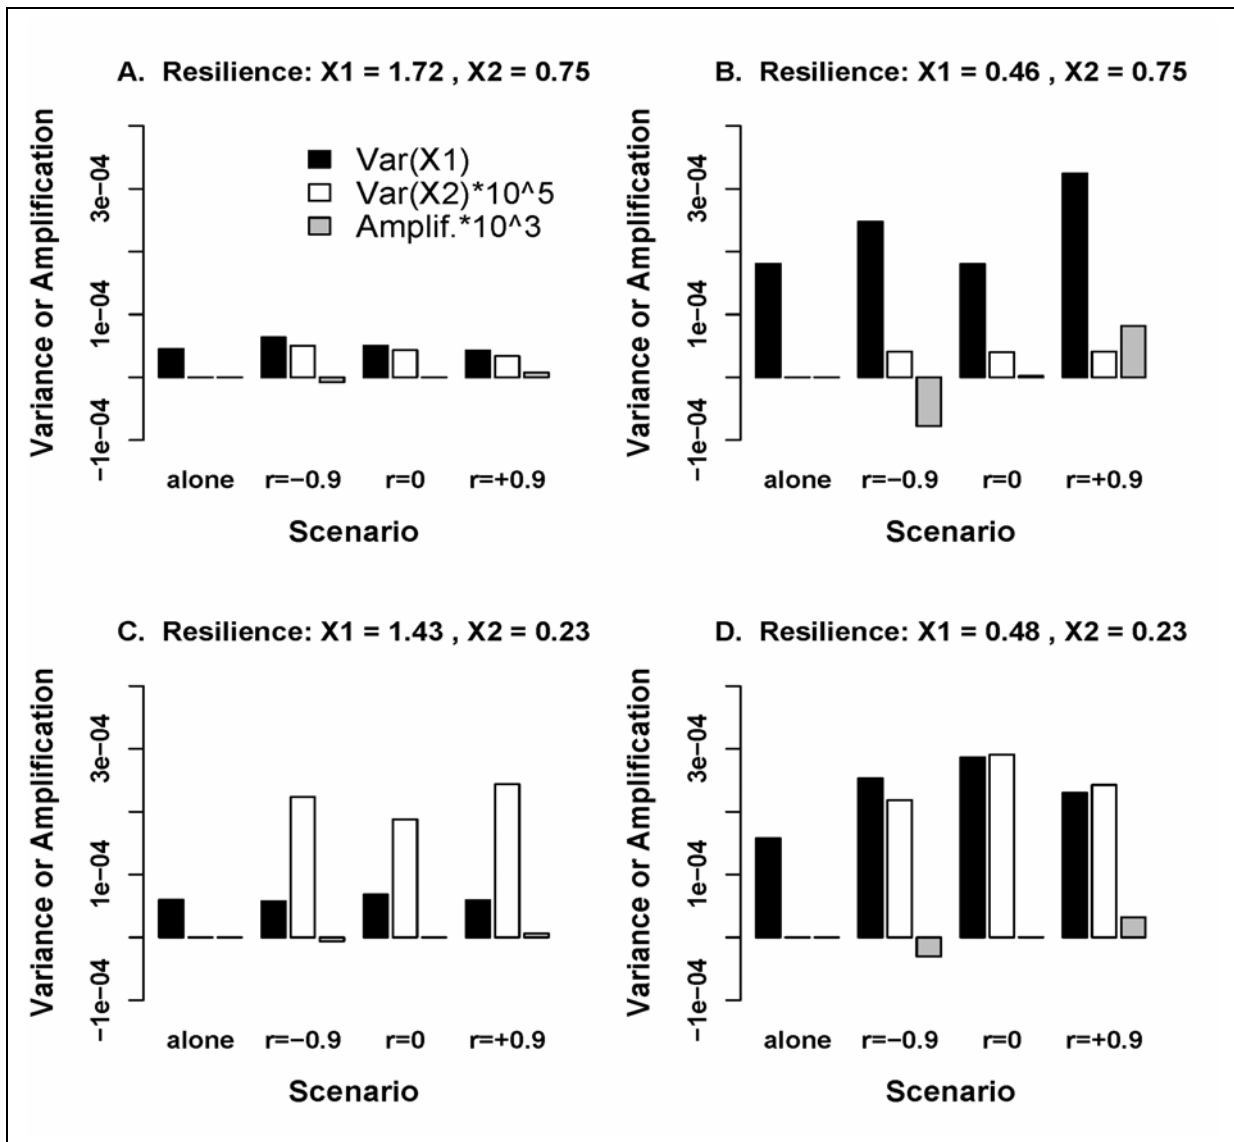 A. Resilience: X1 = 1.72 , X2 = 0.75
Variance or Amplification
3e−04
1e−04
−1e−04
Var(X1)
Var(X2)*10^5
Amplif.*10^3
alone r=−0.9 r=0 r=+0.9
Scenario
B. Resilience: X1 = 0.46 , X2 = 0.75
Variance or Amplification
3e−04
1e−04
−1e−04
alone r=−0.9 r=0 r=+0.9
Scenario
C. Resilience: X1 = 1.43 , X2 = 0.23
Variance or Amplification
3e−04
1e−04
−1e−04
alone r=−0.9 r=0 r=+0.9
Scenario
D. Resilience: X1 = 0.48 , X2 = 0.23
Variance or Amplification
3e−04
1e−04
−1e−04
alone r=−0.9 r=0 r=+0.9
Scenario